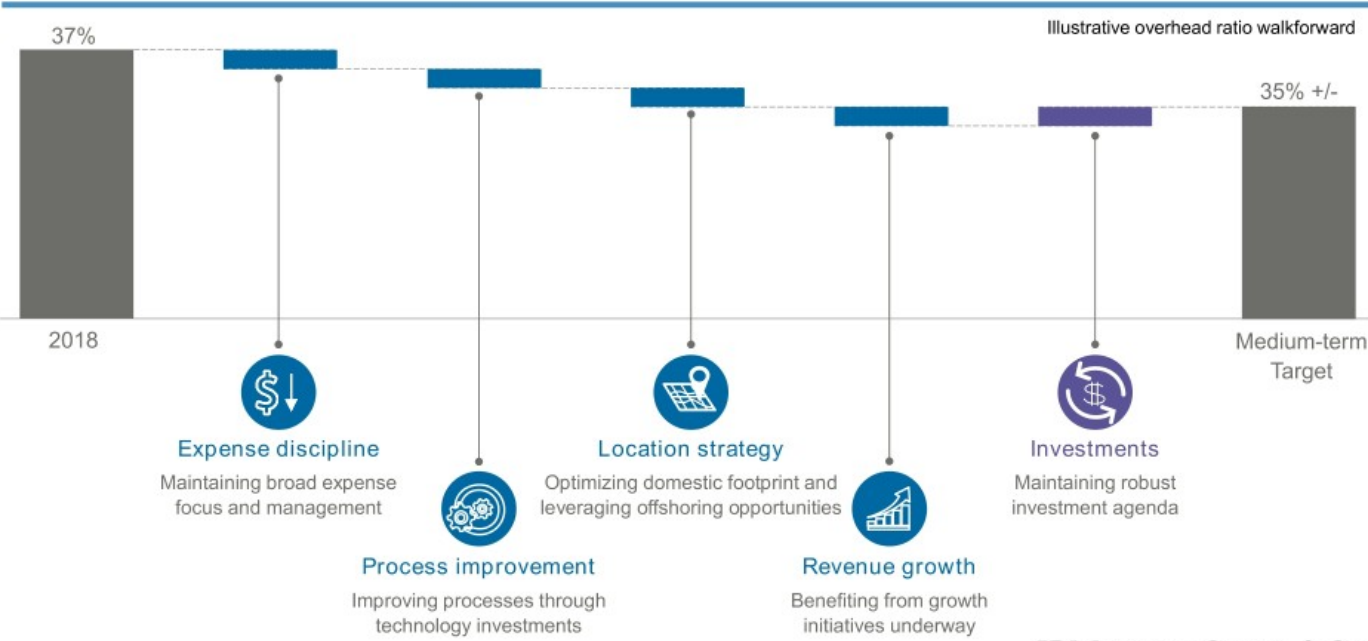 Illustrative overhead ratio walkforward
37%
35% +/-
2018
Medium-term
Target
Expense discipline
Maintaining broad expense
focus and management
Process improvement
Improving processes through
technology investments
Location strategy
Optimizing domestic footprint and
leveraging offshoring opportunities
Revenue growth
Benefiting from growth
initiatives underway
Investments
Maintaining robust
investment agenda